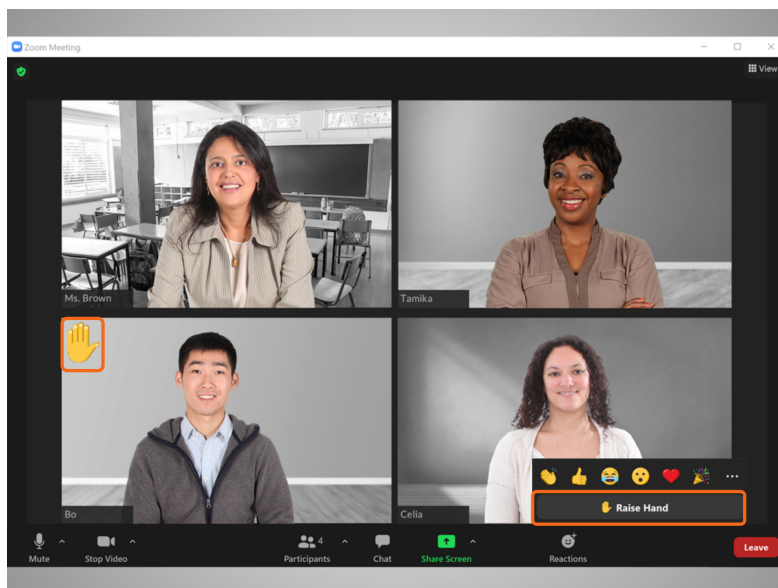 Zoom Meeting
View
Ms. Brown
Tamika
Bo
Celia
Raise Hand
4
Mute
Stop Video
Participants
Chat
Share Screen
Reactions
Leave